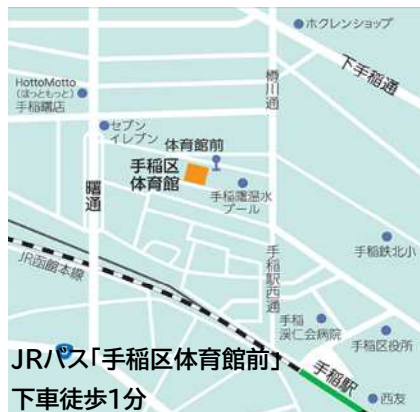 ホクレンショップ
下手稲通
樽川通
HottoMotto
(ほっともっと)
手稲曙店
セブン
イレブン
体育館前
手稲区
体育館
手稲曙温水
プール
曙通
手稲駅西通
手稲鉄北小
JR函館本線
手稲
渓仁会病院
手稲区役所
手稲駅
西友
JRバス「手稲区体育館前」
下車徒歩1分